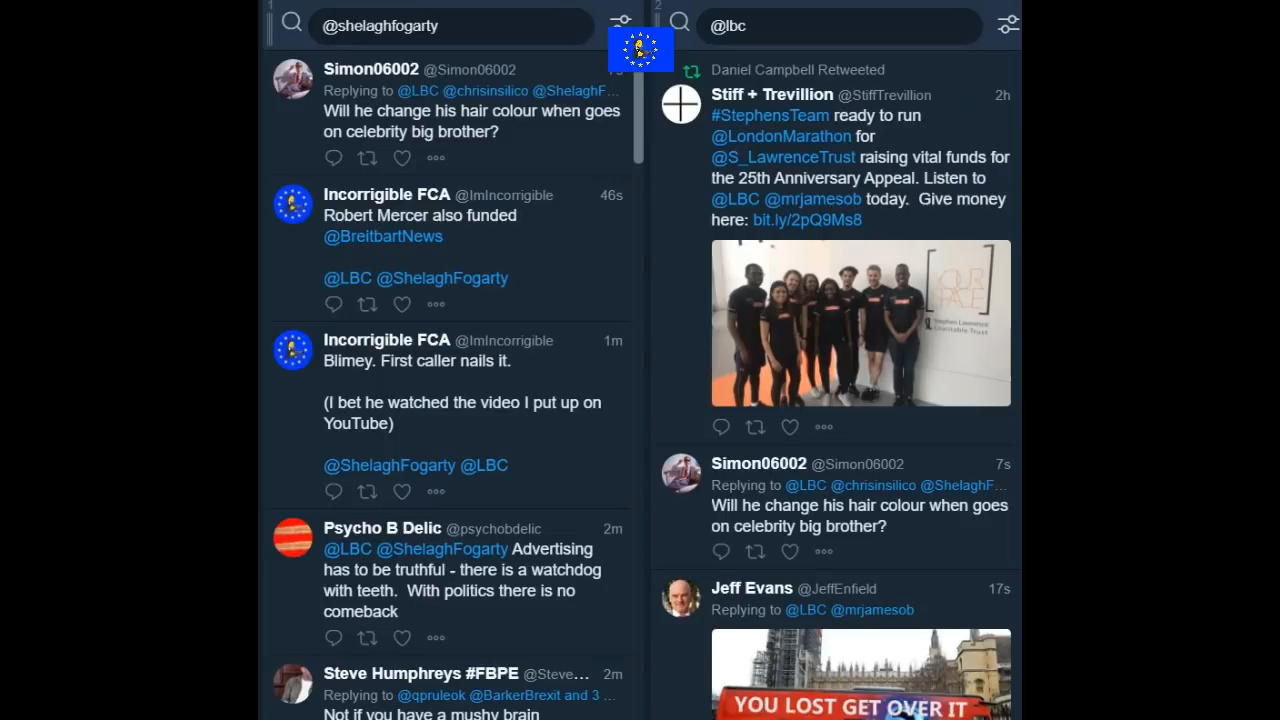 1
@shelaghfogarty
Simon06002 @Simon06002
Replying to @LBC @chrisinsilico @ShelaghF...
Will he change his hair colour when goes
on celebrity big brother?
Incorrigible FCA @ImIncorrigible 46s
Robert Mercer also funded
@BreitbartNews
@LBC @ShelaghFogarty
Incorrigible FCA @ImIncorrigible 1m
Blimey. First caller nails it.
(I bet he watched the video I put up on
YouTube)
@ShelaghFogarty @LBC
Psycho B Delic @psychobdelic 2m
@LBC @ShelaghFogarty Advertising
has to be truthful - there is a watchdog
with teeth. With politics there is no
comeback
Steve Humphreys #FBPE @Steve... 2m
Replying to @qpruleok @BarkerBrexit and 3 ...
Not if you have a mushy brain
2
@lbc
Daniel Campbell Retweeted
Stiff + Trevillion @StiffTrevillion 2h
#StephensTeam ready to run
@LondonMarathon for
@S_LawrenceTrust raising vital funds for
the 25th Anniversary Appeal. Listen to
@LBC @mrjamesob today. Give money
here: bit.ly/2pQ9Ms8
Stephen Lawrence
Charitable Trust
Simon06002 @Simon06002 7s
Replying to @LBC @chrisinsilico @ShelaghF...
Will he change his hair colour when goes
on celebrity big brother?
Jeff Evans @JeffEnfield 17s
Replying to @LBC @mrjamesob
YOU LOST GET OVER IT